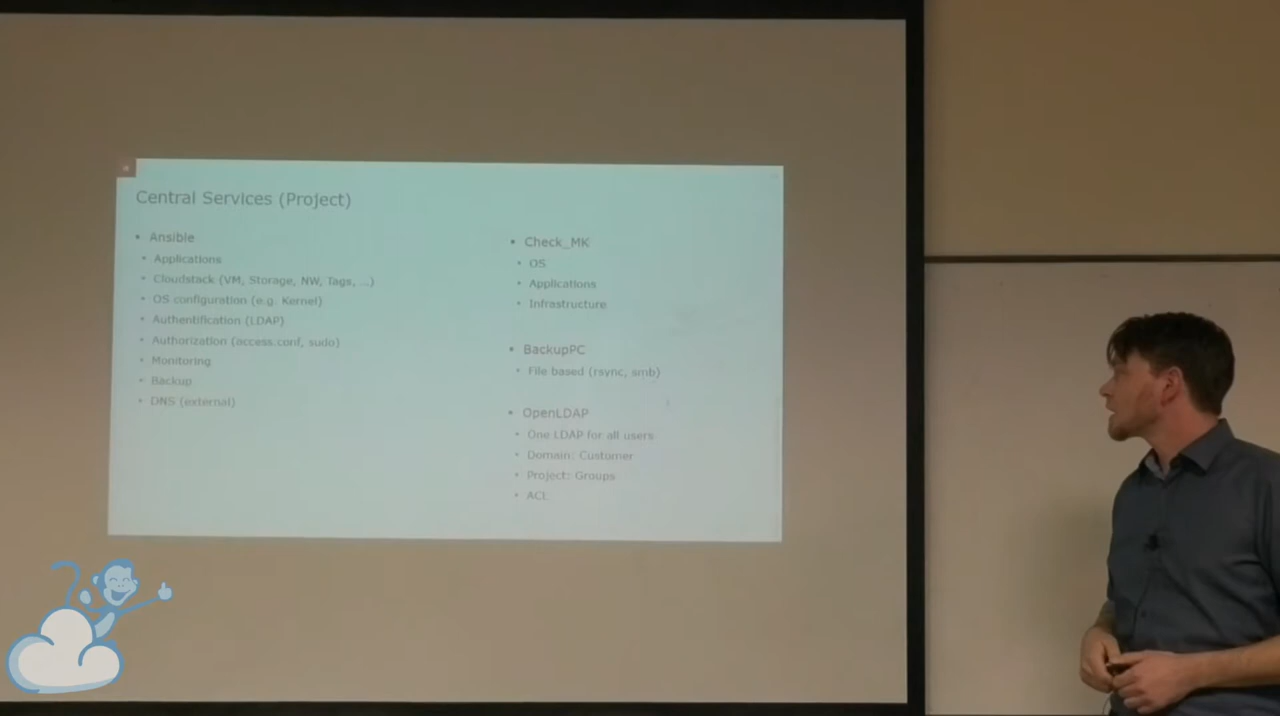 Central Services (Project)
• Ansible
• Applications
• Cloudstack (VM, Storage, NW, Tags, ...)
• OS configuration (e.g. Kernel)
• Authentification (LDAP)
• Authorization (access.conf, sudo)
• Monitoring
• Backup
• DNS (external)
• Check_MK
• OS
• Applications
• Infrastructure
• BackupPC
• File based (rsync, smb)
• OpenLDAP
• One LDAP for all users
• Domain: Customer
• Project: Groups
• ACL